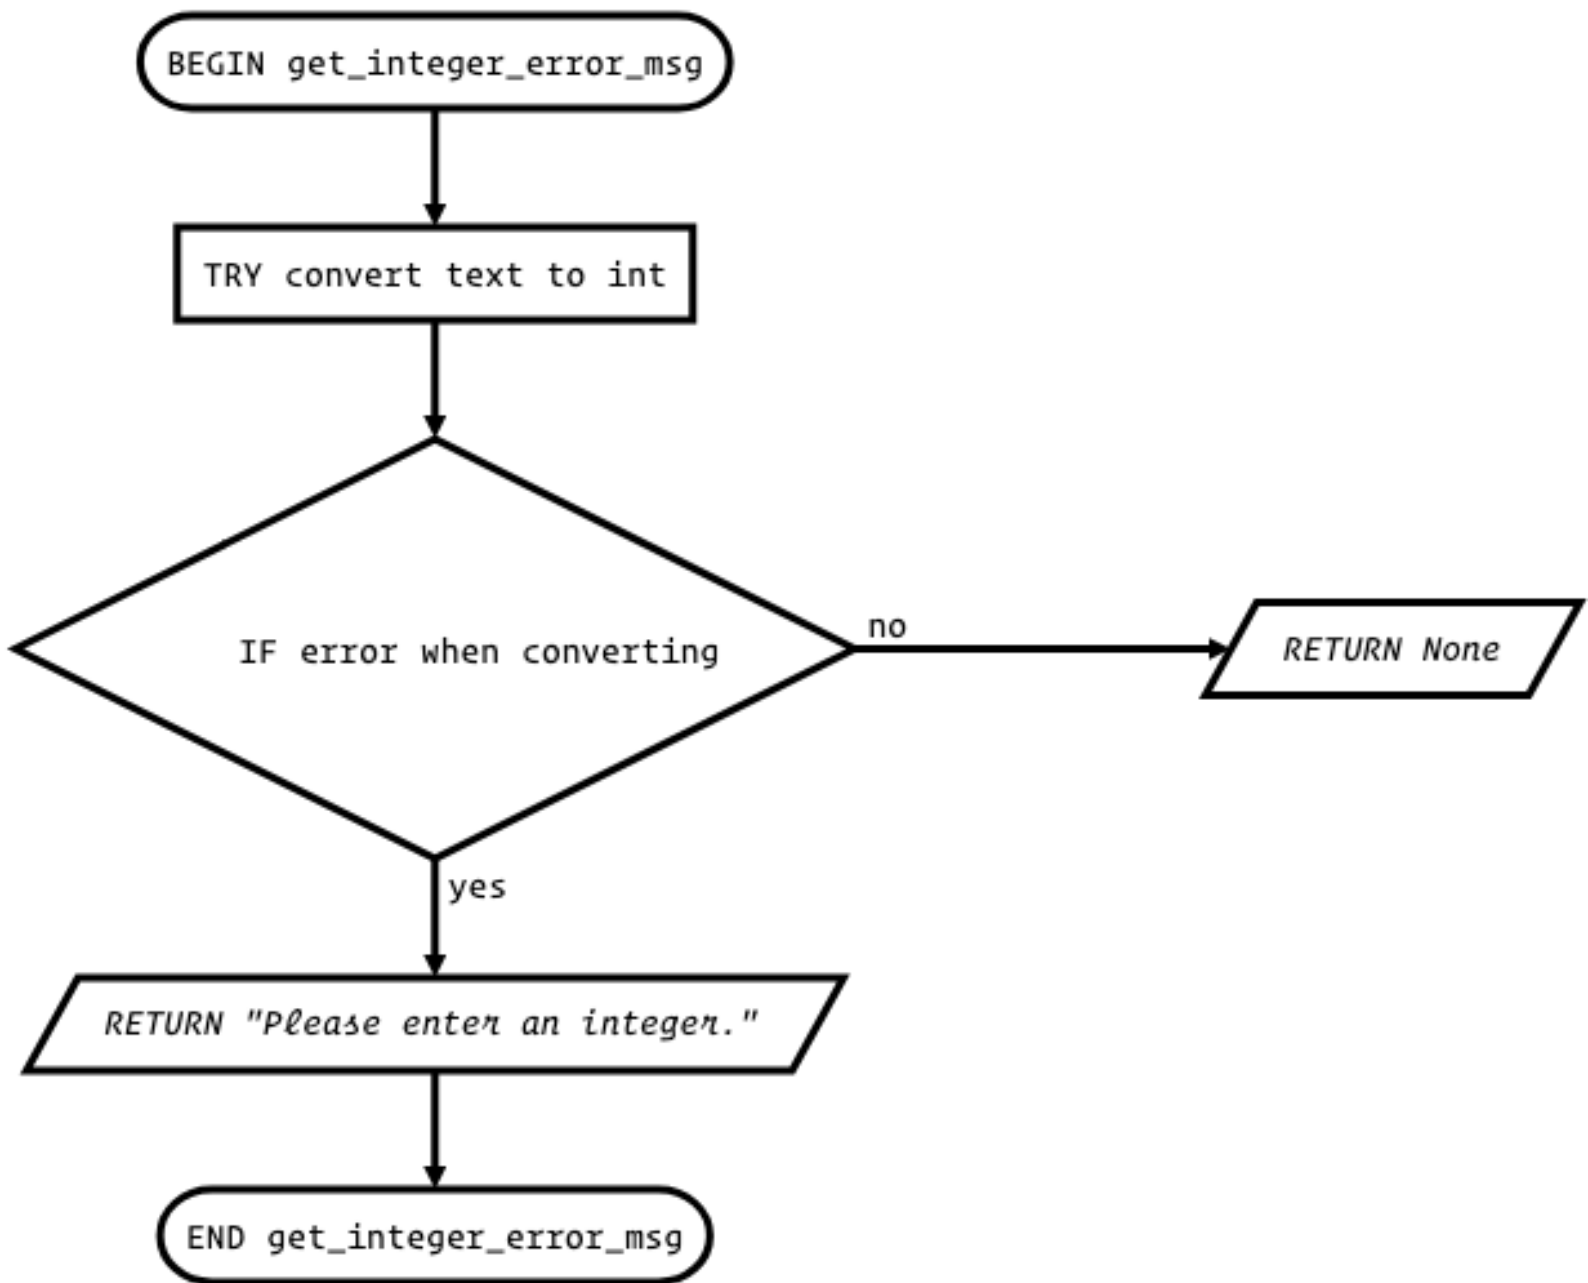 BEGIN get_integer_error_msg
TRY convert text to int
IF error when converting
no
RETURN None
yes
RETURN "Please enter an integer."
END get_integer_error_msg